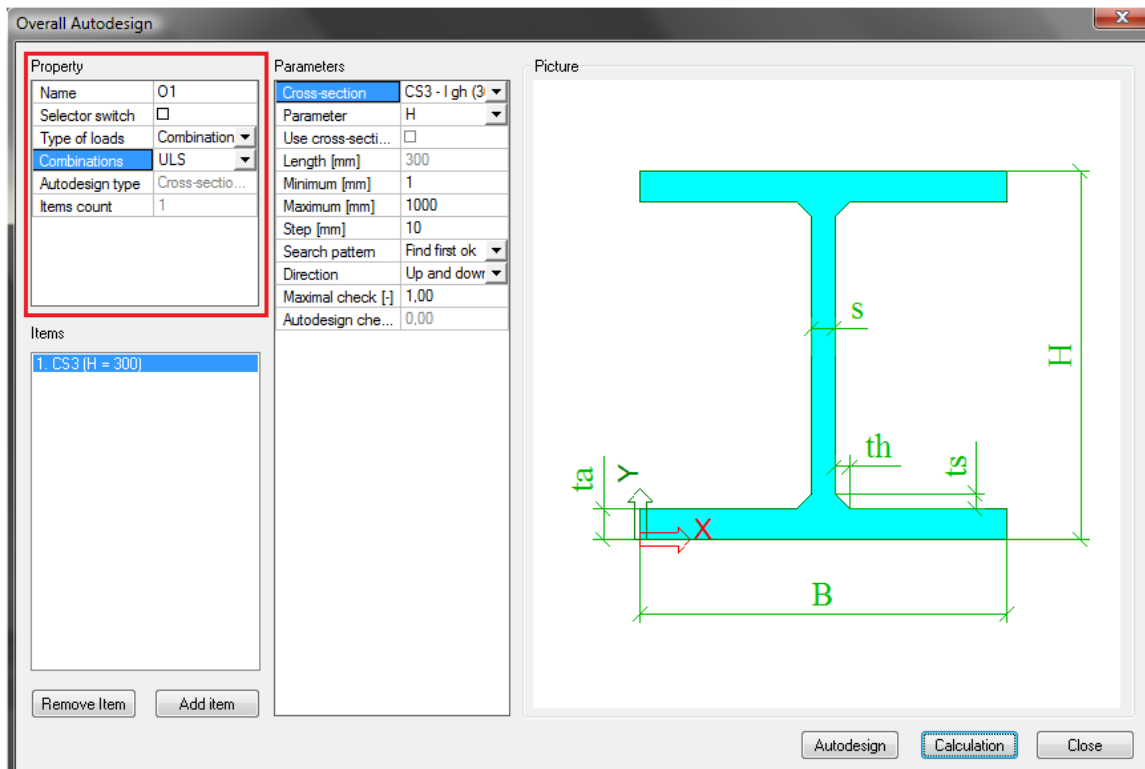 Overall Autodesign
Property
Name O1
Selector switch
Type of loads Combination
Combinations ULS
Autodesign type Cross-sectio...
Items count 1
Items
1. CS3 (H = 300)
Remove Item Add item
Parameters
Cross-section CS3 - I gh (3
Parameter H
Use cross-secti...
Length [mm] 300
Minimum [mm] 1
Maximum [mm] 1000
Step [mm] 10
Search pattern Find first ok
Direction Up and down
Maximal check [-] 1,00
Autodesign che... 0,00
Picture
s
H
th
ts
ta
Y
X
B
Autodesign Calculation Close